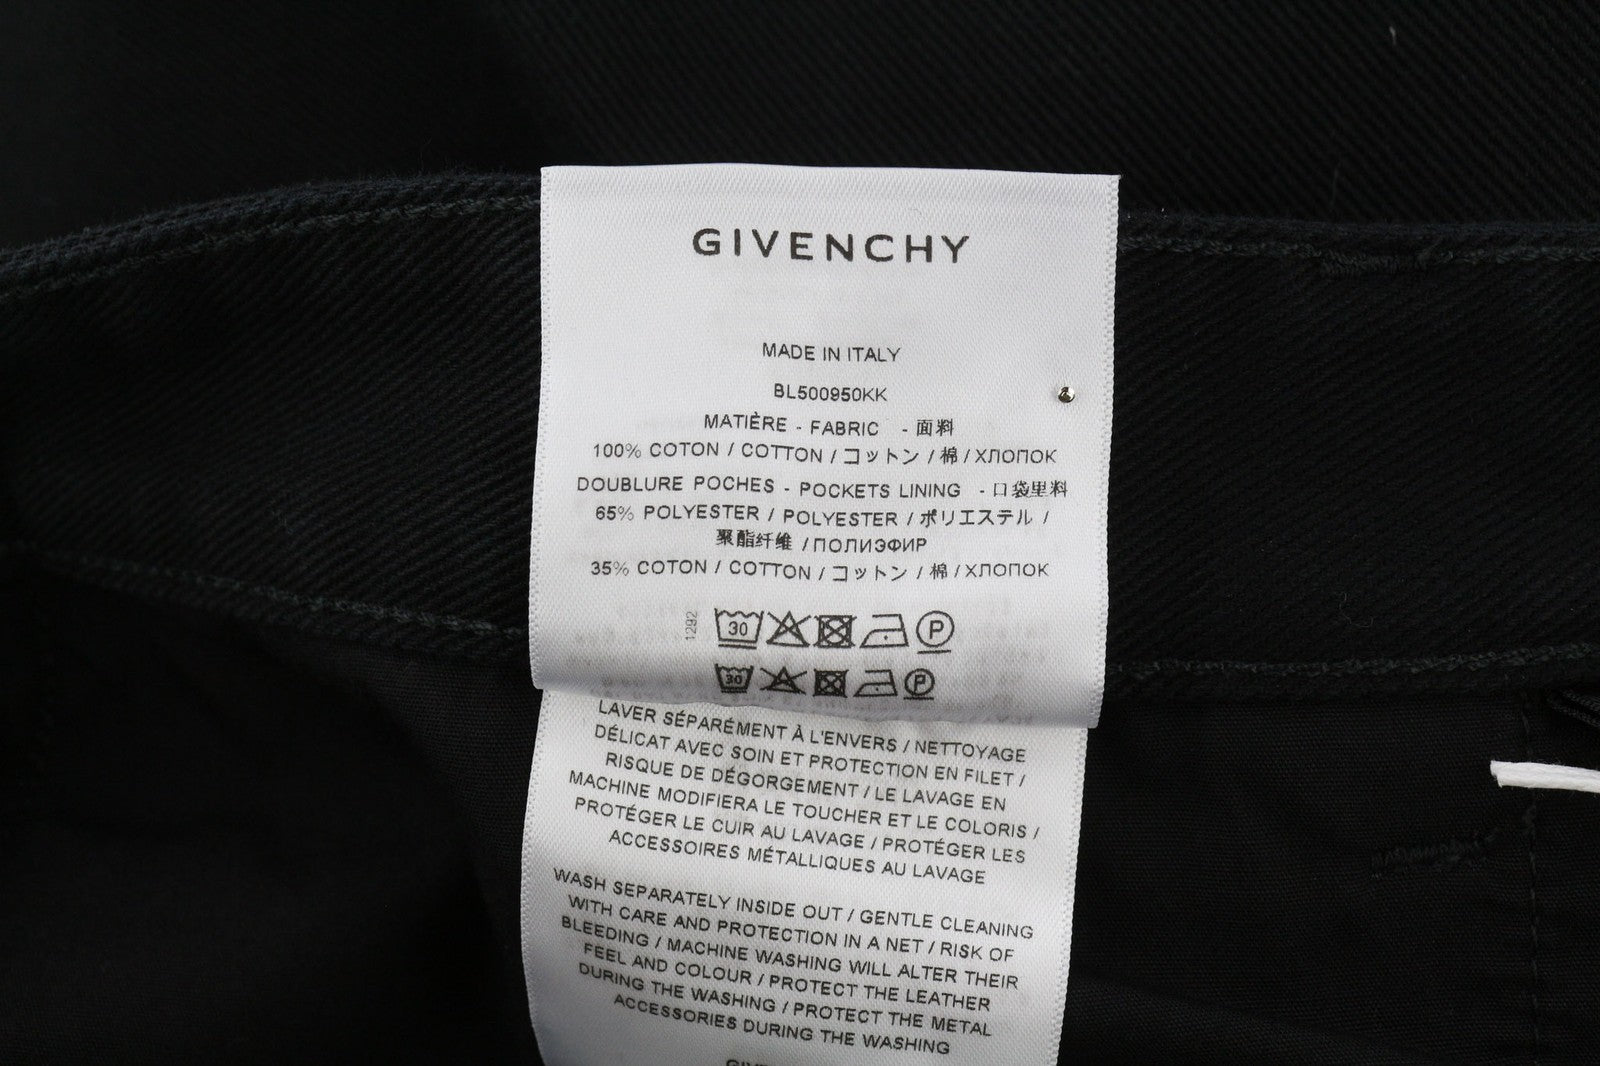 GIVENCHY
MADE IN ITALY
BL500950KK
MATIÈRE - FABRIC - 面料
100% COTON / COTTON / コットン / 棉 / ХЛОПОК
DOUBLURE POCHES - POCKETS LINING - 口袋里料
65% POLYESTER / POLYESTER / ポリエステル /
聚酯纤维 / ПОЛИЭФИР
35% COTON / COTTON / コットン / 棉 / ХЛОПОК
1292
30 P
30 P
LAVER SÉPARÉMENT À L'ENVERS / NETTOYAGE
DÉLICAT AVEC SOIN ET PROTECTION EN FILET /
RISQUE DE DÉGORGEMENT / LE LAVAGE EN
MACHINE MODIFIERA LE TOUCHER ET LE COLORIS /
PROTÉGER LE CUIR AU LAVAGE / PROTÉGER LES
ACCESSOIRES MÉTALLIQUES AU LAVAGE
WASH SEPARATELY INSIDE OUT / GENTLE CLEANING
WITH CARE AND PROTECTION IN A NET / RISK OF
BLEEDING / MACHINE WASHING WILL ALTER THEIR
FEEL AND COLOUR / PROTECT THE LEATHER
DURING THE WASHING / PROTECT THE METAL
ACCESSORIES DURING THE WASHING